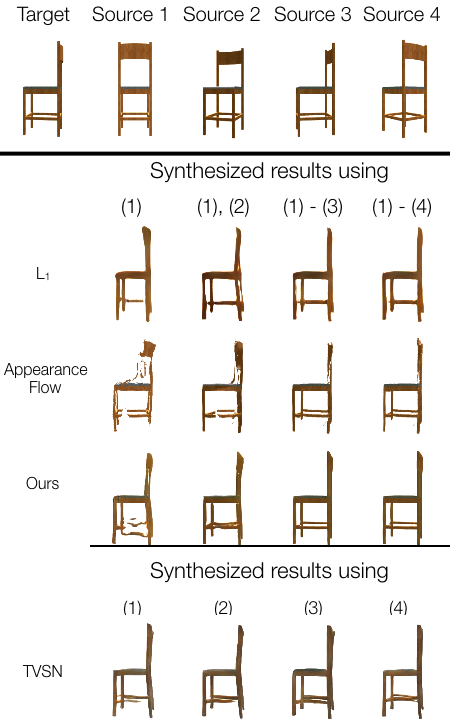 Target Source 1 Source 2 Source 3 Source 4
Synthesized results using
(1) (1), (2) (1) - (3) (1) - (4)
L₁
Appearance
Flow
Ours
Synthesized results using
(1) (2) (3) (4)
TVSN